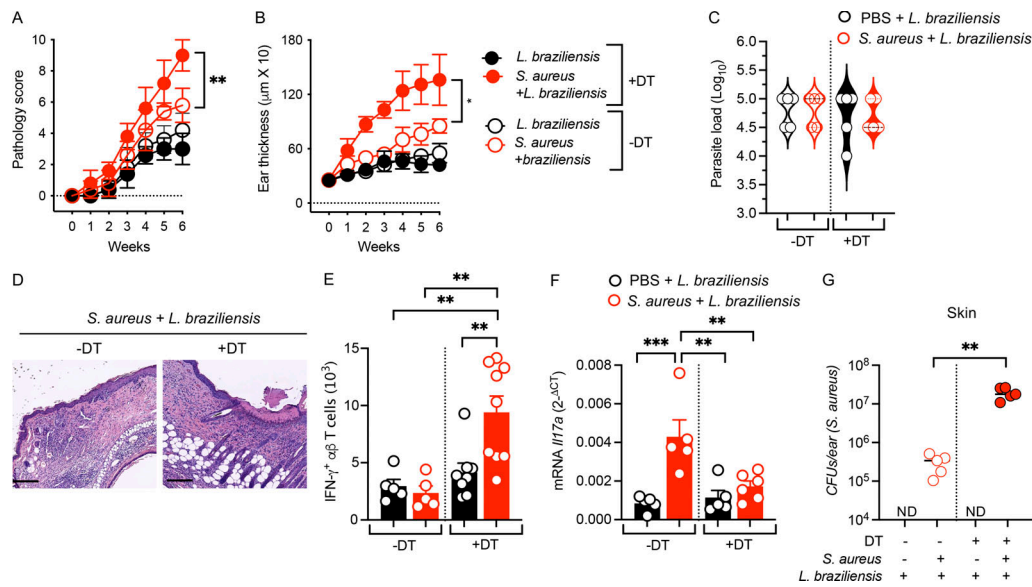 A
Pathology score
10
8
6
4
2
0
**
0 1 2 3 4 5 6
Weeks
B
Ear thickness (µm X 10)
180
120
60
0
*
0 1 2 3 4 5 6
Weeks
L. braziliensis
S. aureus
+L. braziliensis
+DT
L. braziliensis
S. aureus
+braziliensis
-DT
C
PBS + L. braziliensis
S. aureus + L. braziliensis
Parasite load (Log10)
6.0
5.5
5.0
4.5
4.0
3.5
3.0
-DT +DT
D
S. aureus + L. braziliensis
-DT +DT
E
**
**
**
IFN-γ+ αβ T cells (10³)
15
10
5
0
-DT +DT
F
PBS + L. braziliensis
S. aureus + L. braziliensis
**
*** **
mRNA Il17a (2-ΔCT)
0.010
0.008
0.006
0.004
0.002
0.000
-DT +DT
G
Skin
**
CFUs/ear (S. aureus)
10⁸
10⁷
10⁶
10⁵
10⁴
ND ND
DT - - + +
S. aureus - + - +
L. braziliensis + + + +